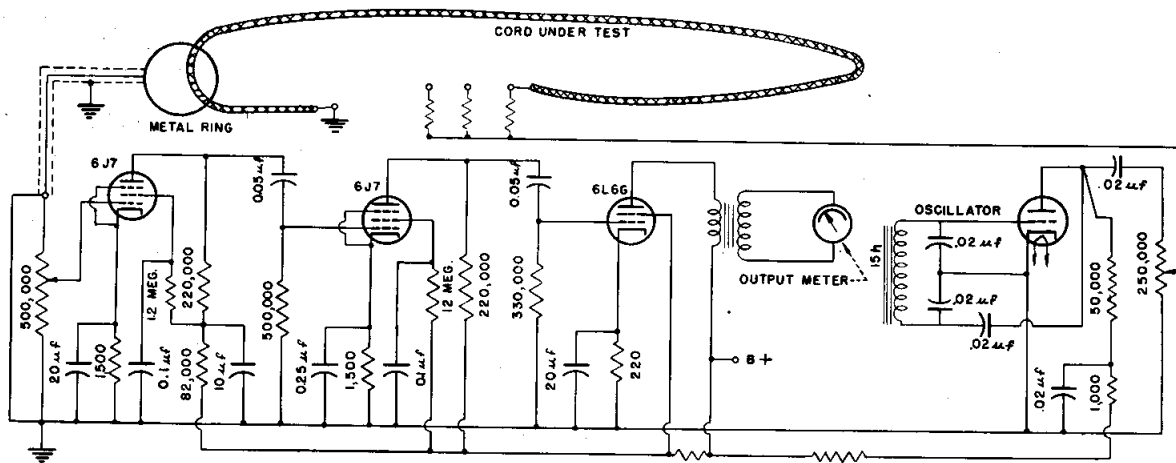 CORD UNDER TEST
METAL RING
6J7
0.05 µf
6J7
0.05 µf
6L6G
OSCILLATOR
.02 µf
500,000
1.2 MEG.
220,000
500,000
12 MEG.
220,000
330,000
OUTPUT METER
15 h
.02 µf
.02 µf
.02 µf
50,000
250,000
20 µf
1,500
0.1 µf
82,000
10 µf
0.25 µf
1,500
0.1 µf
20 µf
220
B+
.02 µf
1,000